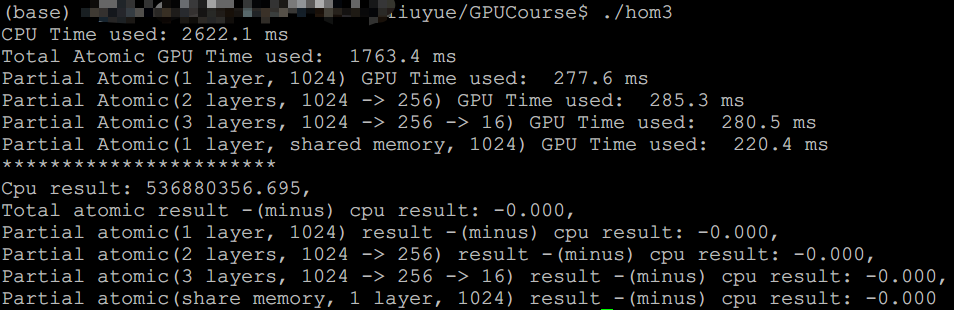 (base) iuyue/GPUCourse$ ./hom3
CPU Time used: 2622.1 ms
Total Atomic GPU Time used:  1763.4 ms
Partial Atomic(1 layer, 1024) GPU Time used:  277.6 ms
Partial Atomic(2 layers, 1024 -> 256) GPU Time used:  285.3 ms
Partial Atomic(3 layers, 1024 -> 256 -> 16) GPU Time used:  280.5 ms
Partial Atomic(1 layer, shared memory, 1024) GPU Time used:  220.4 ms
***********************
Cpu result: 536880356.695,
Total atomic result -(minus) cpu result: -0.000,
Partial atomic(1 layer, 1024) result -(minus) cpu result: -0.000,
Partial atomic(2 layers, 1024 -> 256) result -(minus) cpu result: -0.000,
Partial atomic(3 layers, 1024 -> 256 -> 16) result -(minus) cpu result: -0.000,
Partial atomic(share memory, 1 layer, 1024) result -(minus) cpu result: -0.000